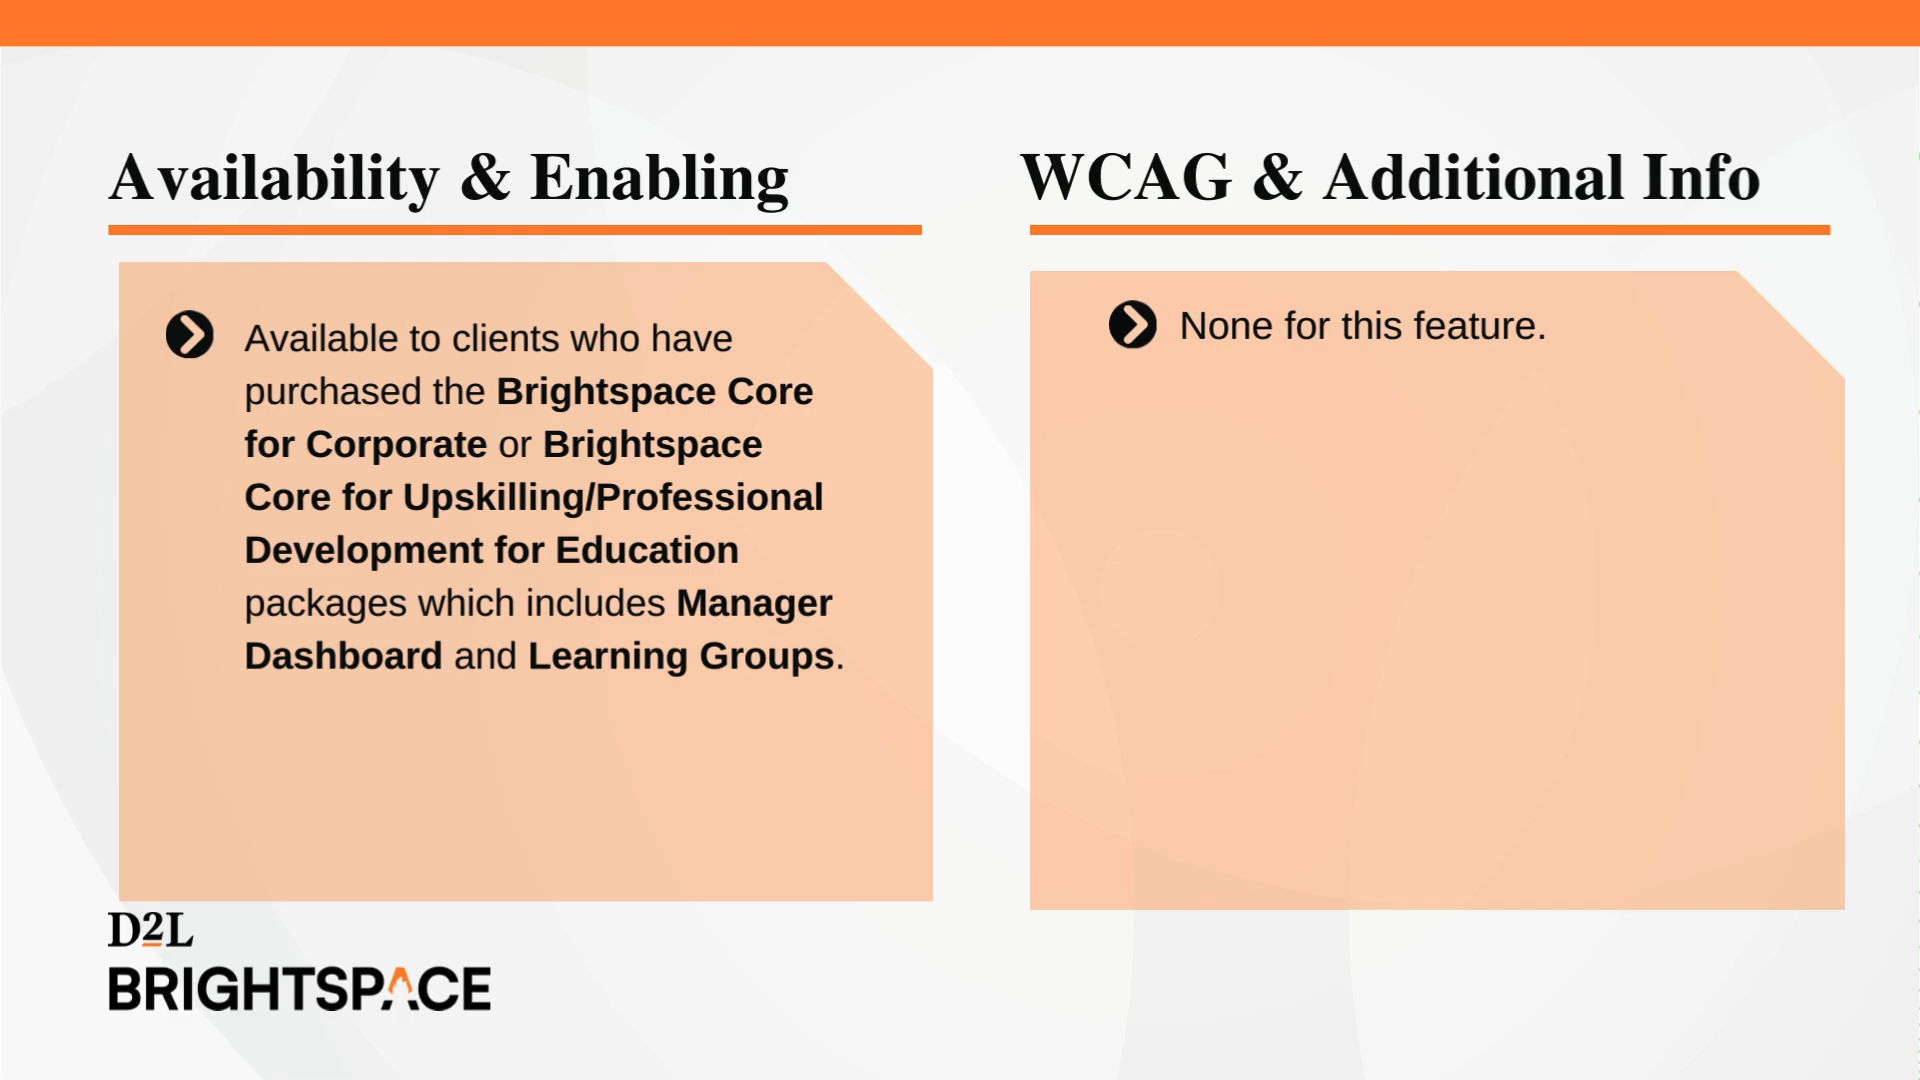 Availability & Enabling
Available to clients who have
purchased the Brightspace Core
for Corporate or Brightspace
Core for Upskilling/Professional
Development for Education
packages which includes Manager
Dashboard and Learning Groups.
WCAG & Additional Info
None for this feature.
D2L
BRIGHTSPACE